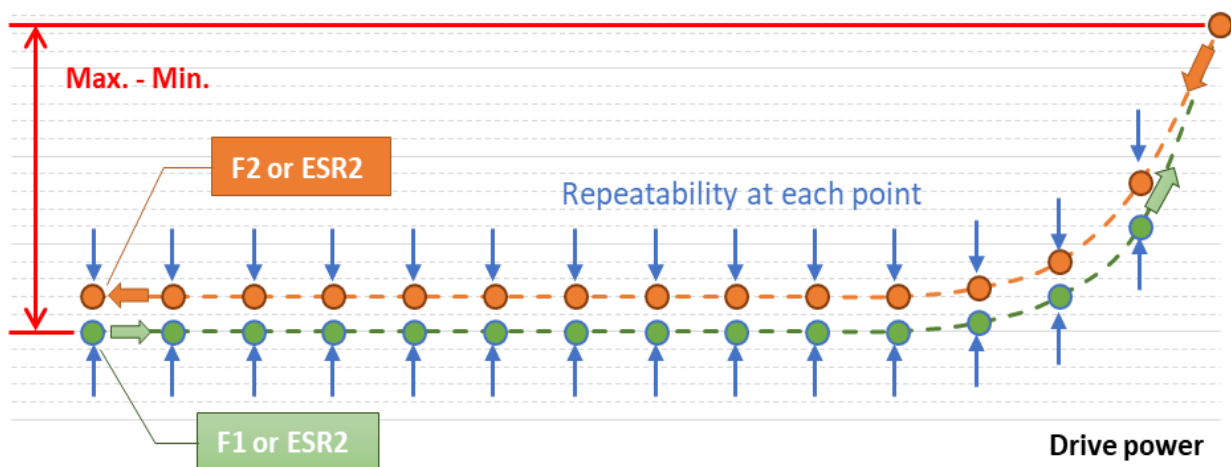 Max. - Min.
F2 or ESR2
Repeatability at each point
F1 or ESR2
Drive power